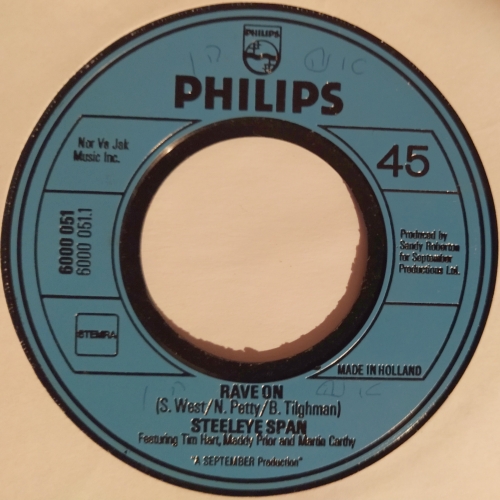 PHILIPS
PHILIPS
Nor Va Jak
Music Inc.
45
6000 051
6000 051.1
Produced by
Sandy Roberton
for September
Productions Ltd.
STEMRA
MADE IN HOLLAND
RAVE ON
(S. West/N. Petty/B. Tilghman)
STEELEYE SPAN
Featuring Tim Hart, Maddy Prior and Martin Carthy
"A SEPTEMBER Production"